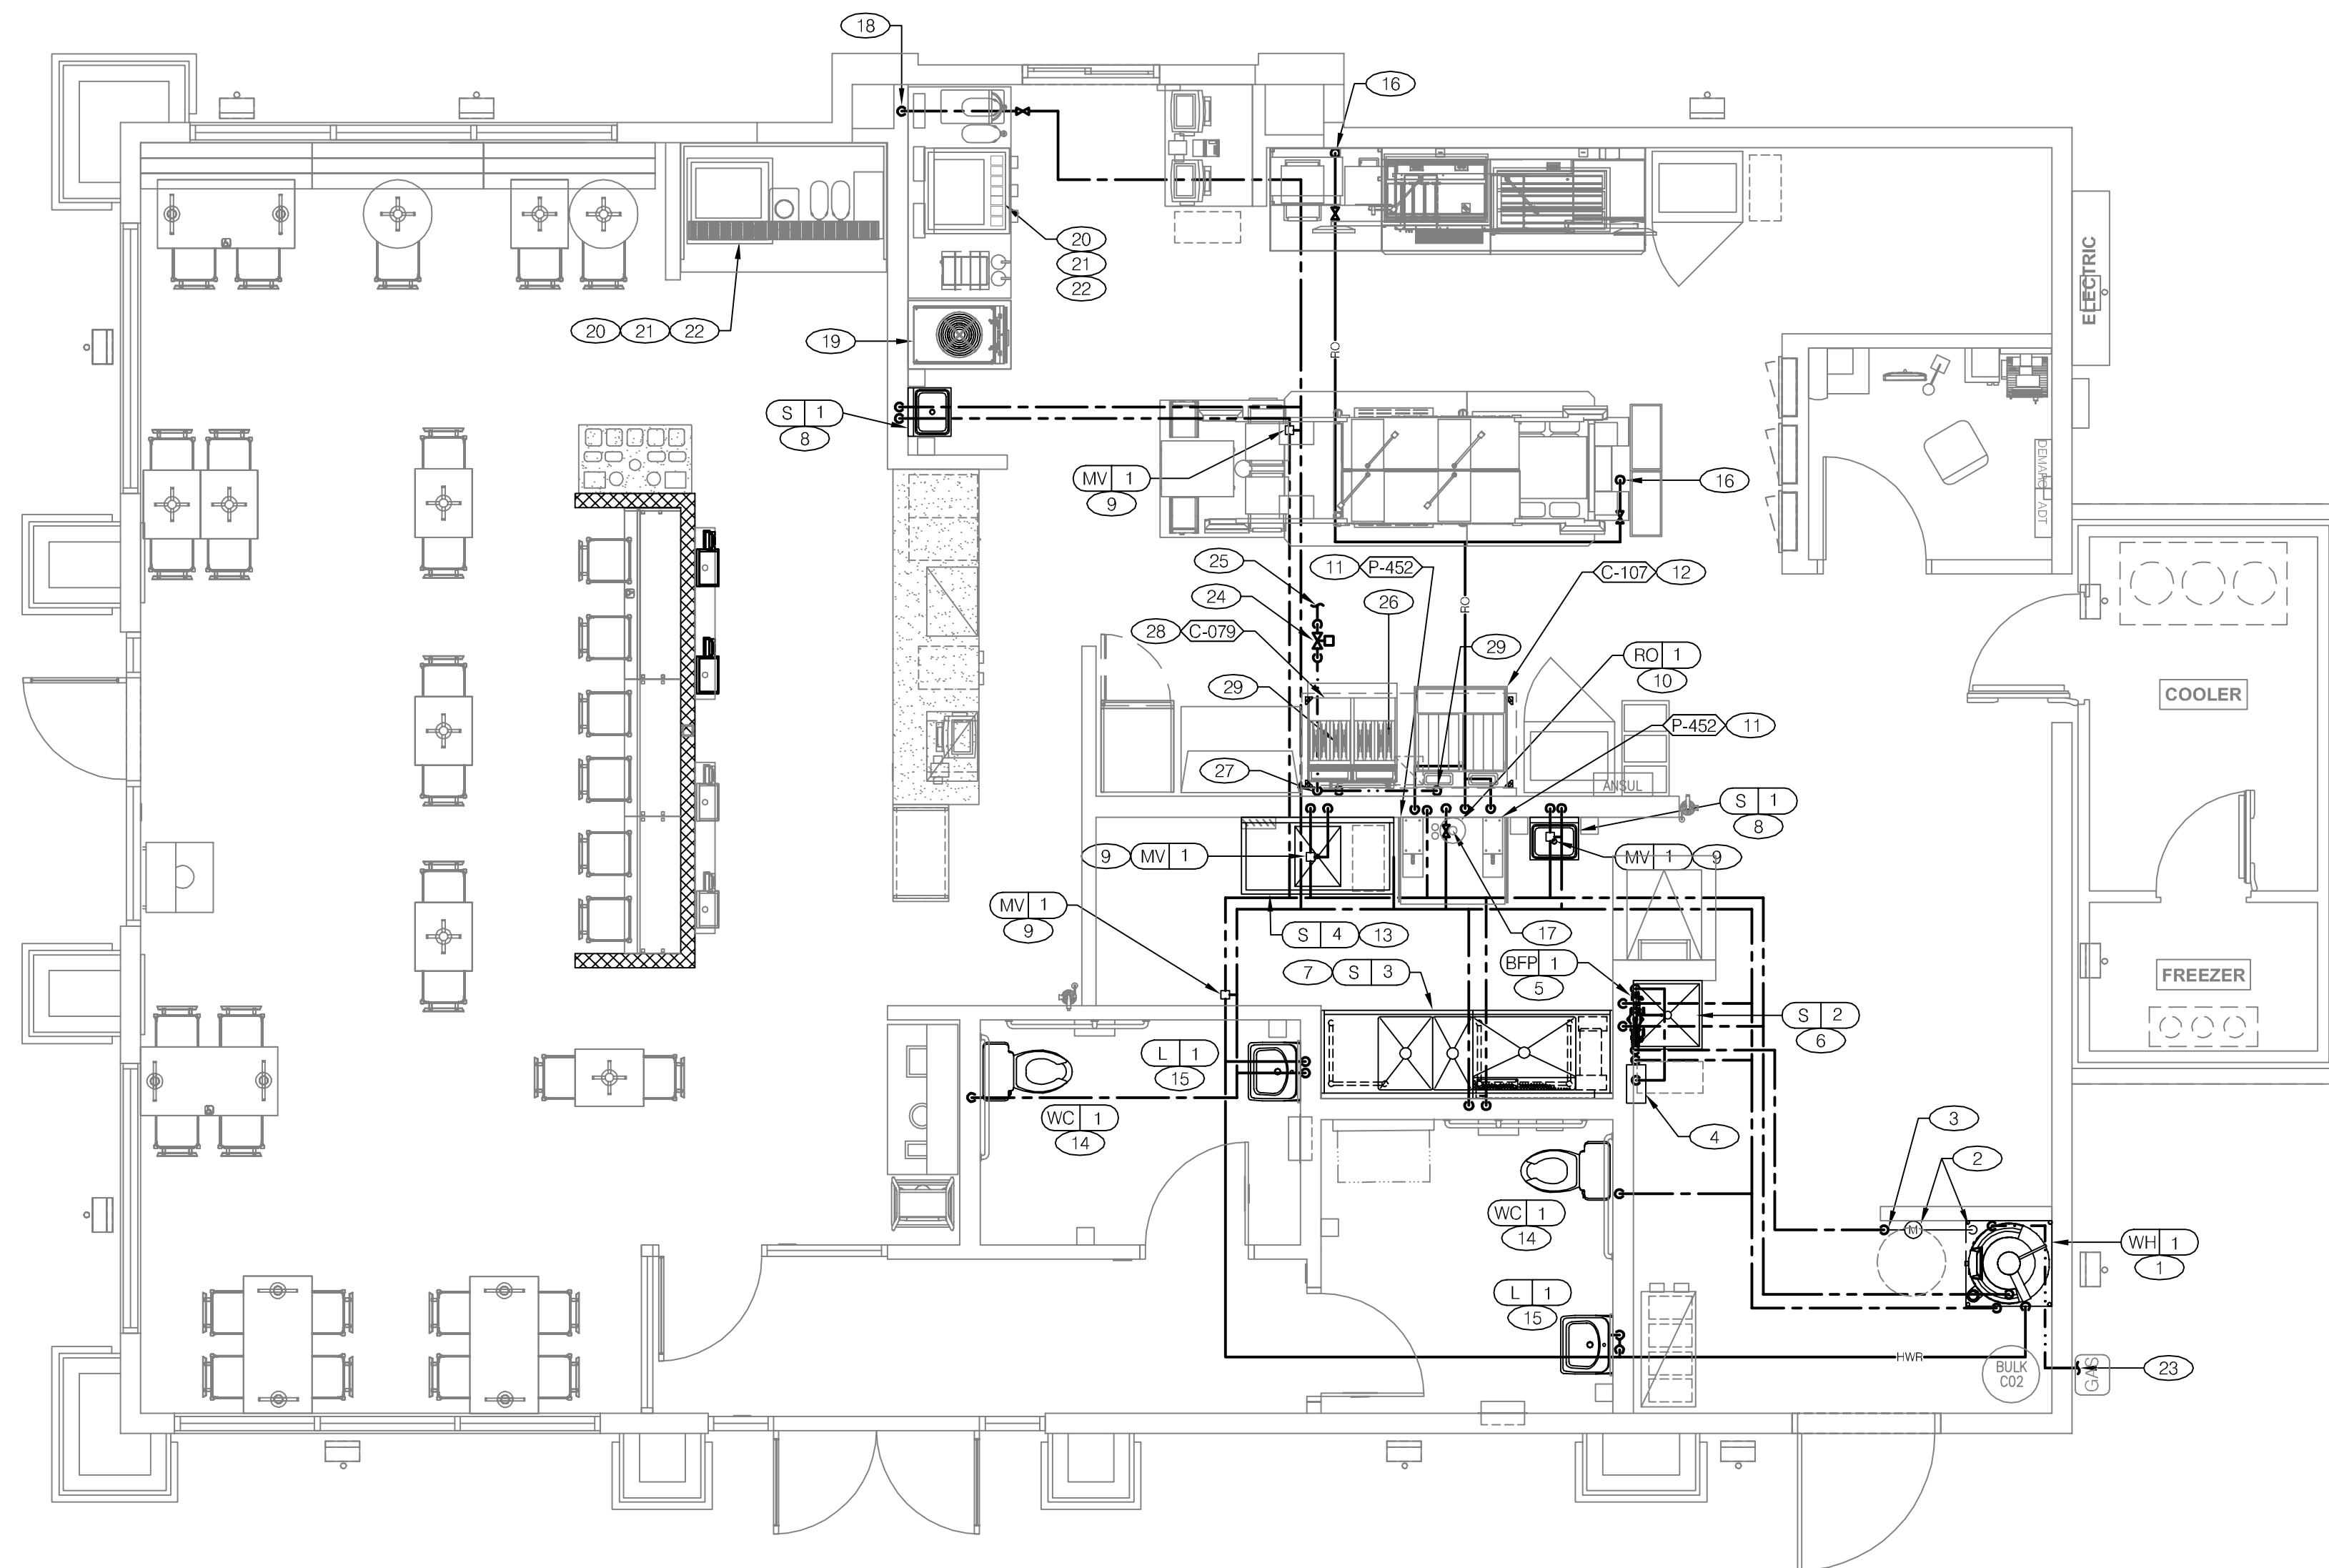 18
16
20
21
22
20 21 22
19
ELECTRIC
RO
S 1
8
MV 1
9
16
DEMARC
ADT
25
11 P-452
C-107 12
24
26
RO
28 C-079
29
RO 1
10
29
COOLER
P-452 11
27
ANSUL
S 1
8
9 MV 1
MV 1 9
MV 1
9
S 4 13
17
7 S 3
BFP 1
5
FREEZER
S 2
6
L 1
15
WC 1
14
4
3
2
M
WC 1
14
WH 1
1
L 1
15
HWR
BULK
CO2
GAS
23